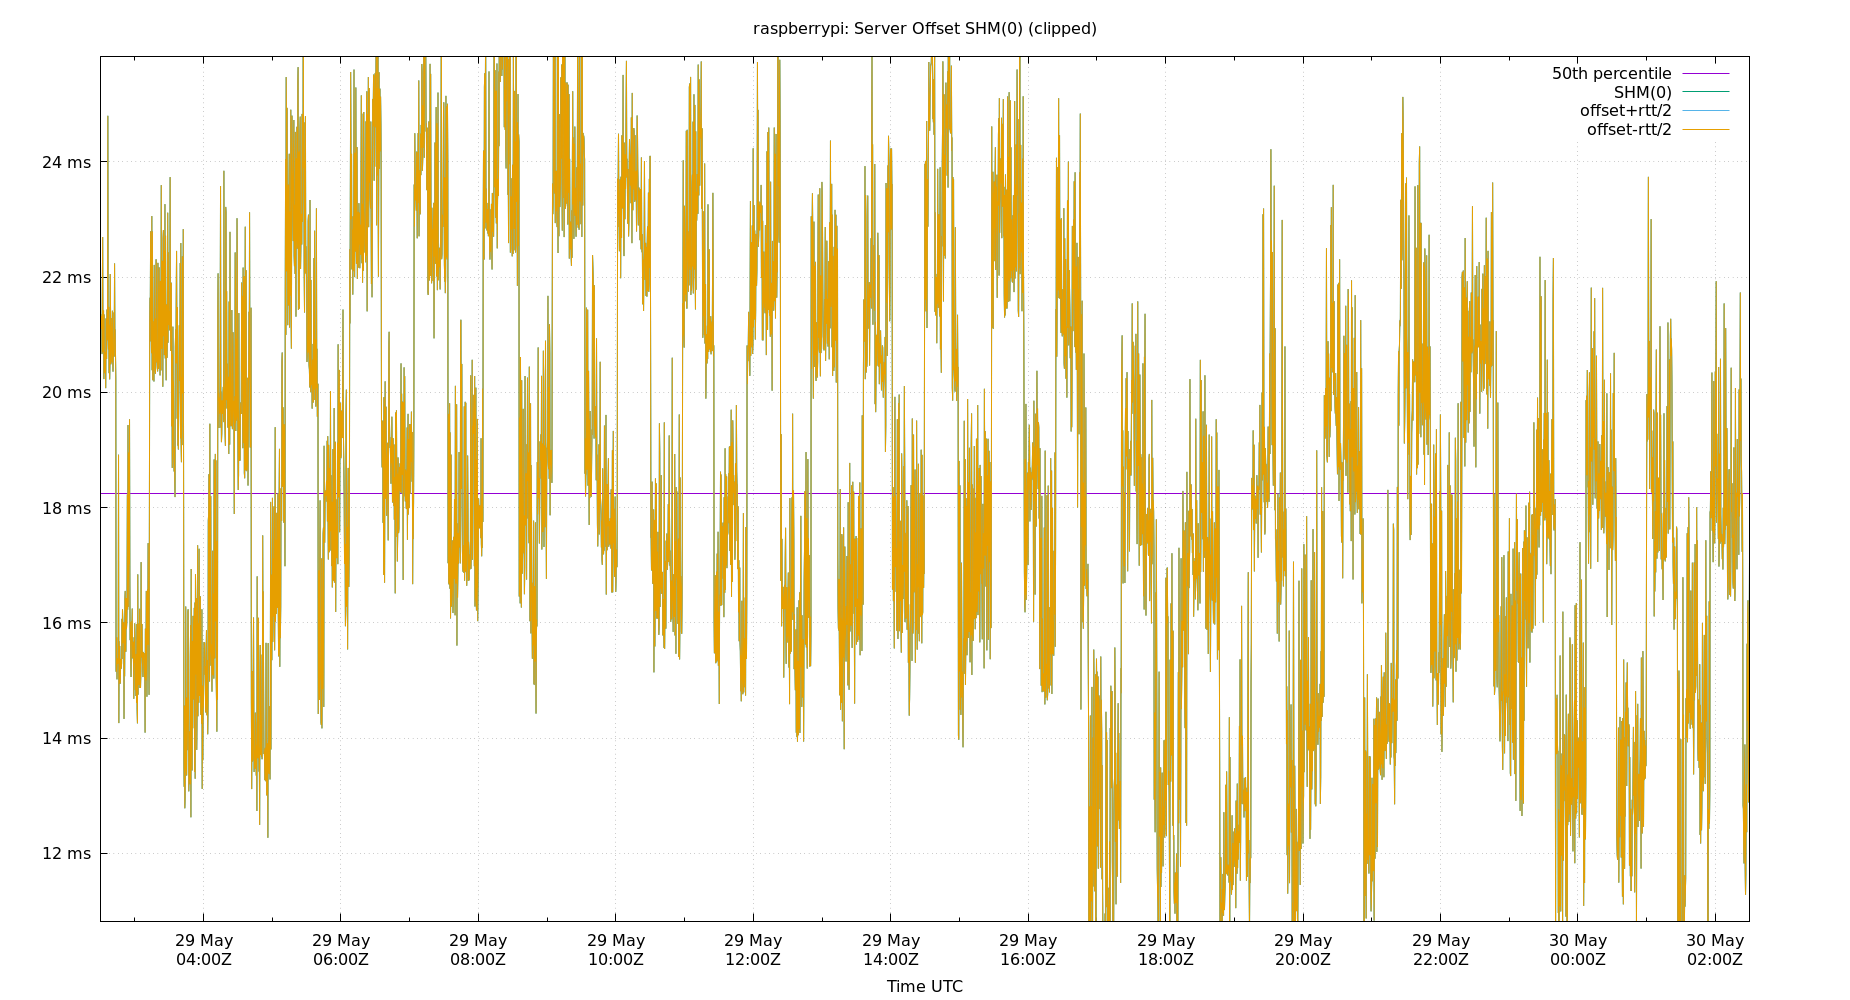 raspberrypi: Server Offset SHM(0) (clipped)
50th percentile
SHM(0)
offset+rtt/2
offset-rtt/2
24 ms
22 ms
20 ms
18 ms
16 ms
14 ms
12 ms
29 May 29 May 29 May 29 May 29 May 29 May 29 May 29 May 29 May 29 May 30 May 30 May
04:00Z 06:00Z 08:00Z 10:00Z 12:00Z 14:00Z 16:00Z 18:00Z 20:00Z 22:00Z 00:00Z 02:00Z
Time UTC